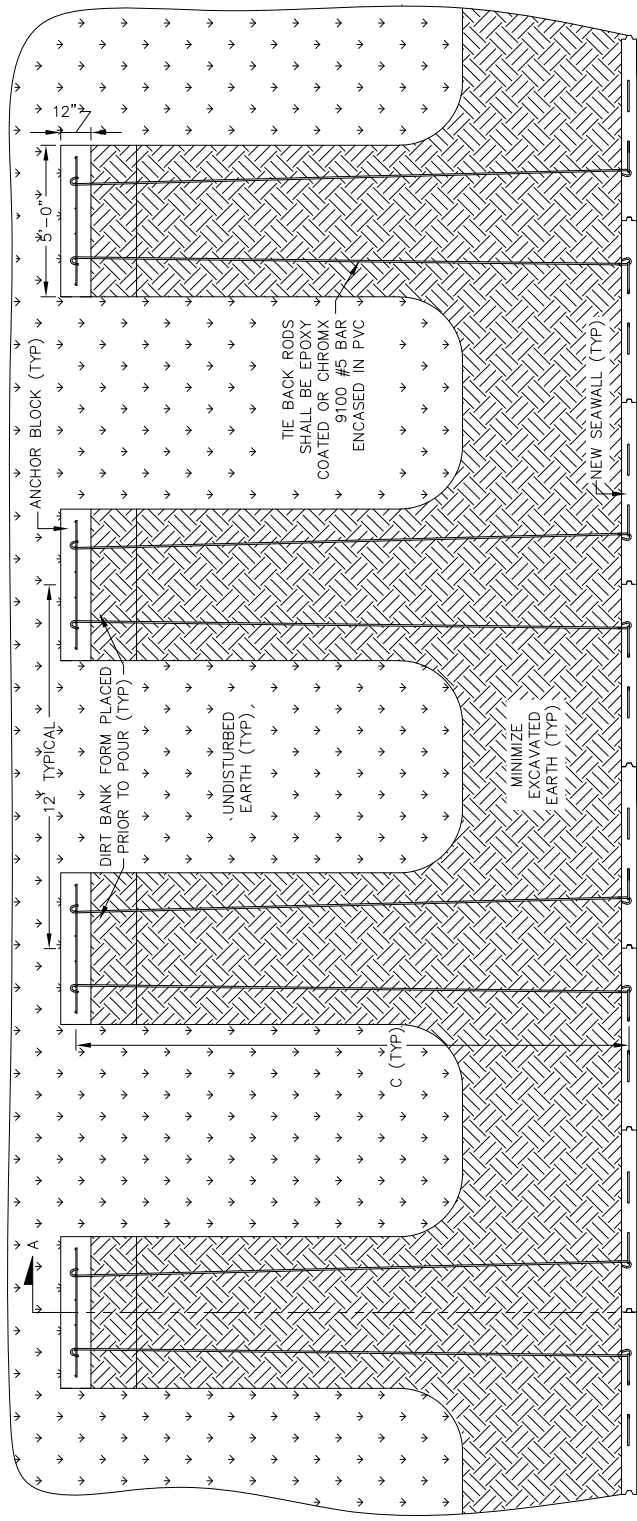 A
12' TYPICAL
ANCHOR BLOCK (TYP)
5'-0"
12"
DIRT BANK FORM PLACED
PRIOR TO POUR (TYP)
UNDISTURBED
EARTH (TYP)
TIE BACK RODS
SHALL BE EPOXY
COATED OR CHROMX
9100 #5 BAR
ENCASED IN PVC
C (TYP)
MINIMIZE
EXCAVATED
EARTH (TYP)
NEW SEAWALL (TYP)